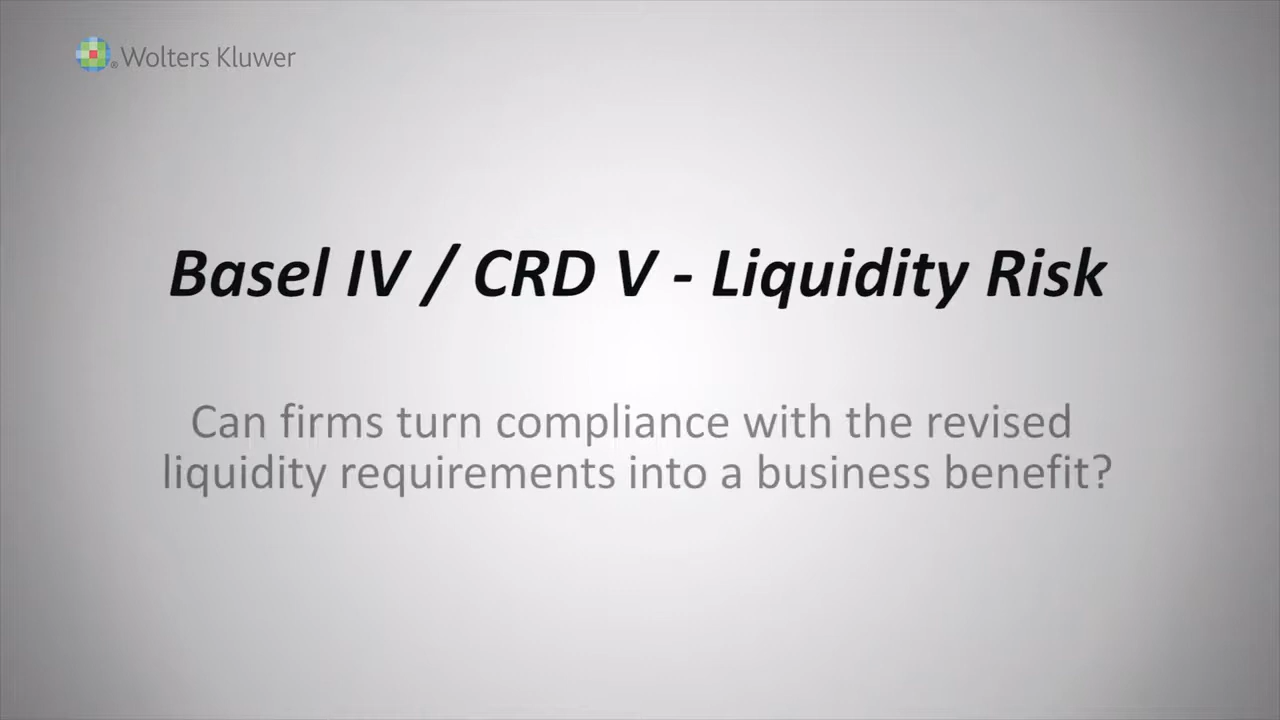 Wolters Kluwer
Basel IV / CRD V - Liquidity Risk
Can firms turn compliance with the revised
liquidity requirements into a business benefit?